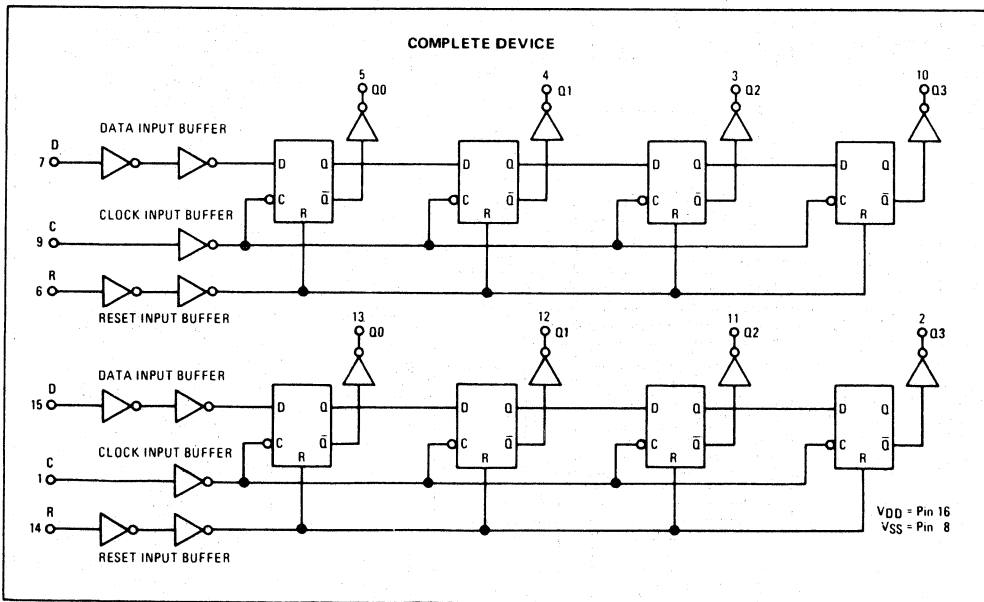 COMPLETE DEVICE
5 4 3 10
Q0 Q1 Q2 Q3
DATA INPUT BUFFER
D
7
D Q D Q D Q D
C Q̅ C Q̅ C Q̅ C Q̅
R R R R
CLOCK INPUT BUFFER
C
9
R
6
RESET INPUT BUFFER
13 12 11 2
Q0 Q1 Q2 Q3
DATA INPUT BUFFER
D
15
D Q D Q D Q D Q
C Q̅ C Q̅ C Q̅ C Q̅
R R R R
CLOCK INPUT BUFFER
C
1
R
14
RESET INPUT BUFFER
VDD = Pin 16
VSS = Pin 8